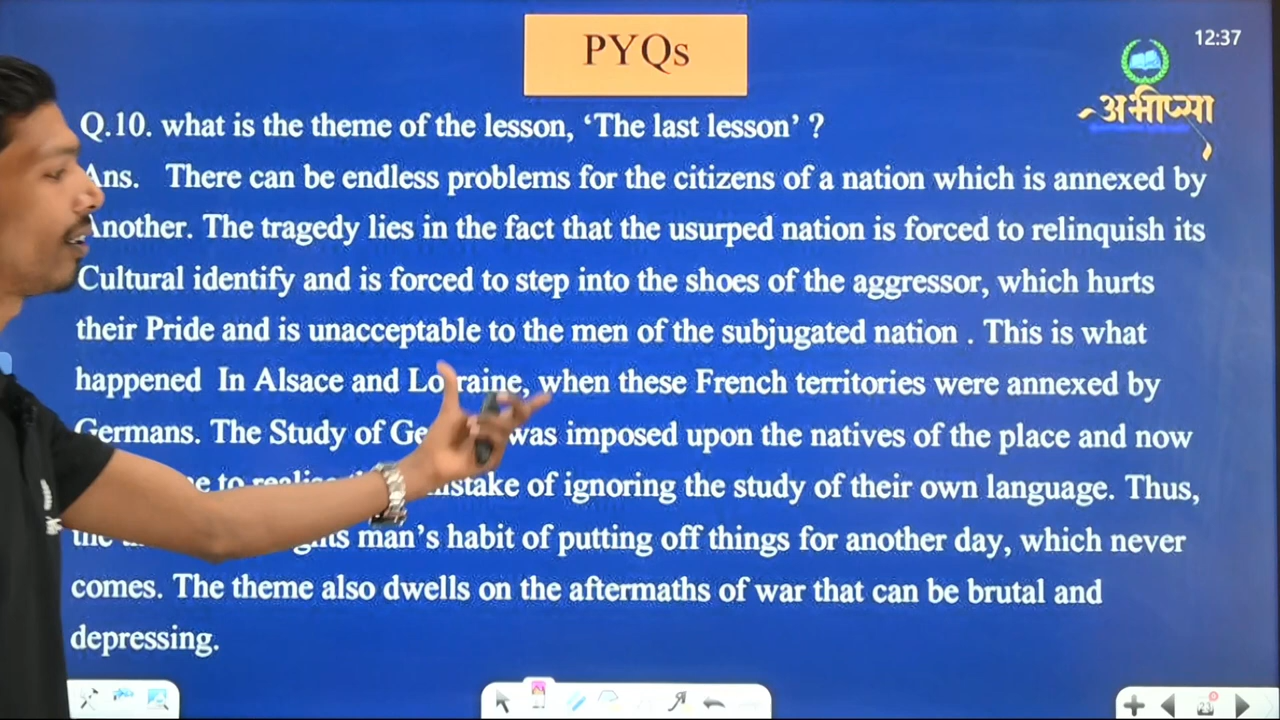 PYQs
12:37
अभीप्सा
Q.10. what is the theme of the lesson, ‘The last lesson’ ?
Ans. There can be endless problems for the citizens of a nation which is annexed by
Another. The tragedy lies in the fact that the usurped nation is forced to relinquish its
Cultural identify and is forced to step into the shoes of the aggressor, which hurts
their Pride and is unacceptable to the men of the subjugated nation . This is what
happened In Alsace and Lorraine, when these French territories were annexed by
Germans. The Study of was imposed upon the natives of the place and now
to of ignoring the study of their own language. Thus,
man’s habit of putting off things for another day, which never
comes. The theme also dwells on the aftermaths of war that can be brutal and
depressing.
23